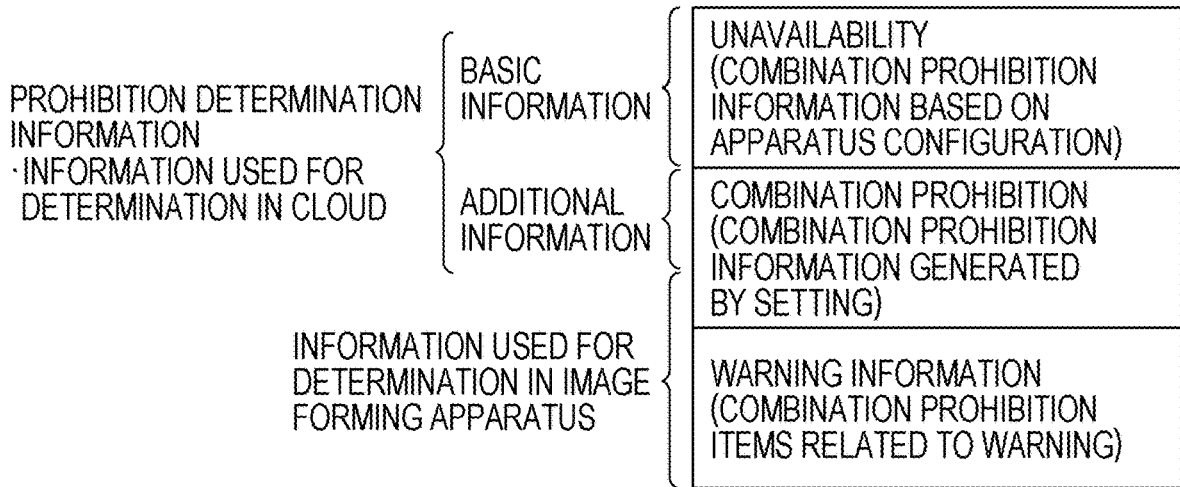 PROHIBITION DETERMINATION
INFORMATION
·INFORMATION USED FOR
DETERMINATION IN CLOUD
BASIC
INFORMATION
UNAVAILABILITY
(COMBINATION PROHIBITION
INFORMATION BASED ON
APPARATUS CONFIGURATION)
ADDITIONAL
INFORMATION
COMBINATION PROHIBITION
(COMBINATION PROHIBITION
INFORMATION GENERATED
BY SETTING)
INFORMATION USED FOR
DETERMINATION IN IMAGE
FORMING APPARATUS
WARNING INFORMATION
(COMBINATION PROHIBITION
ITEMS RELATED TO WARNING)